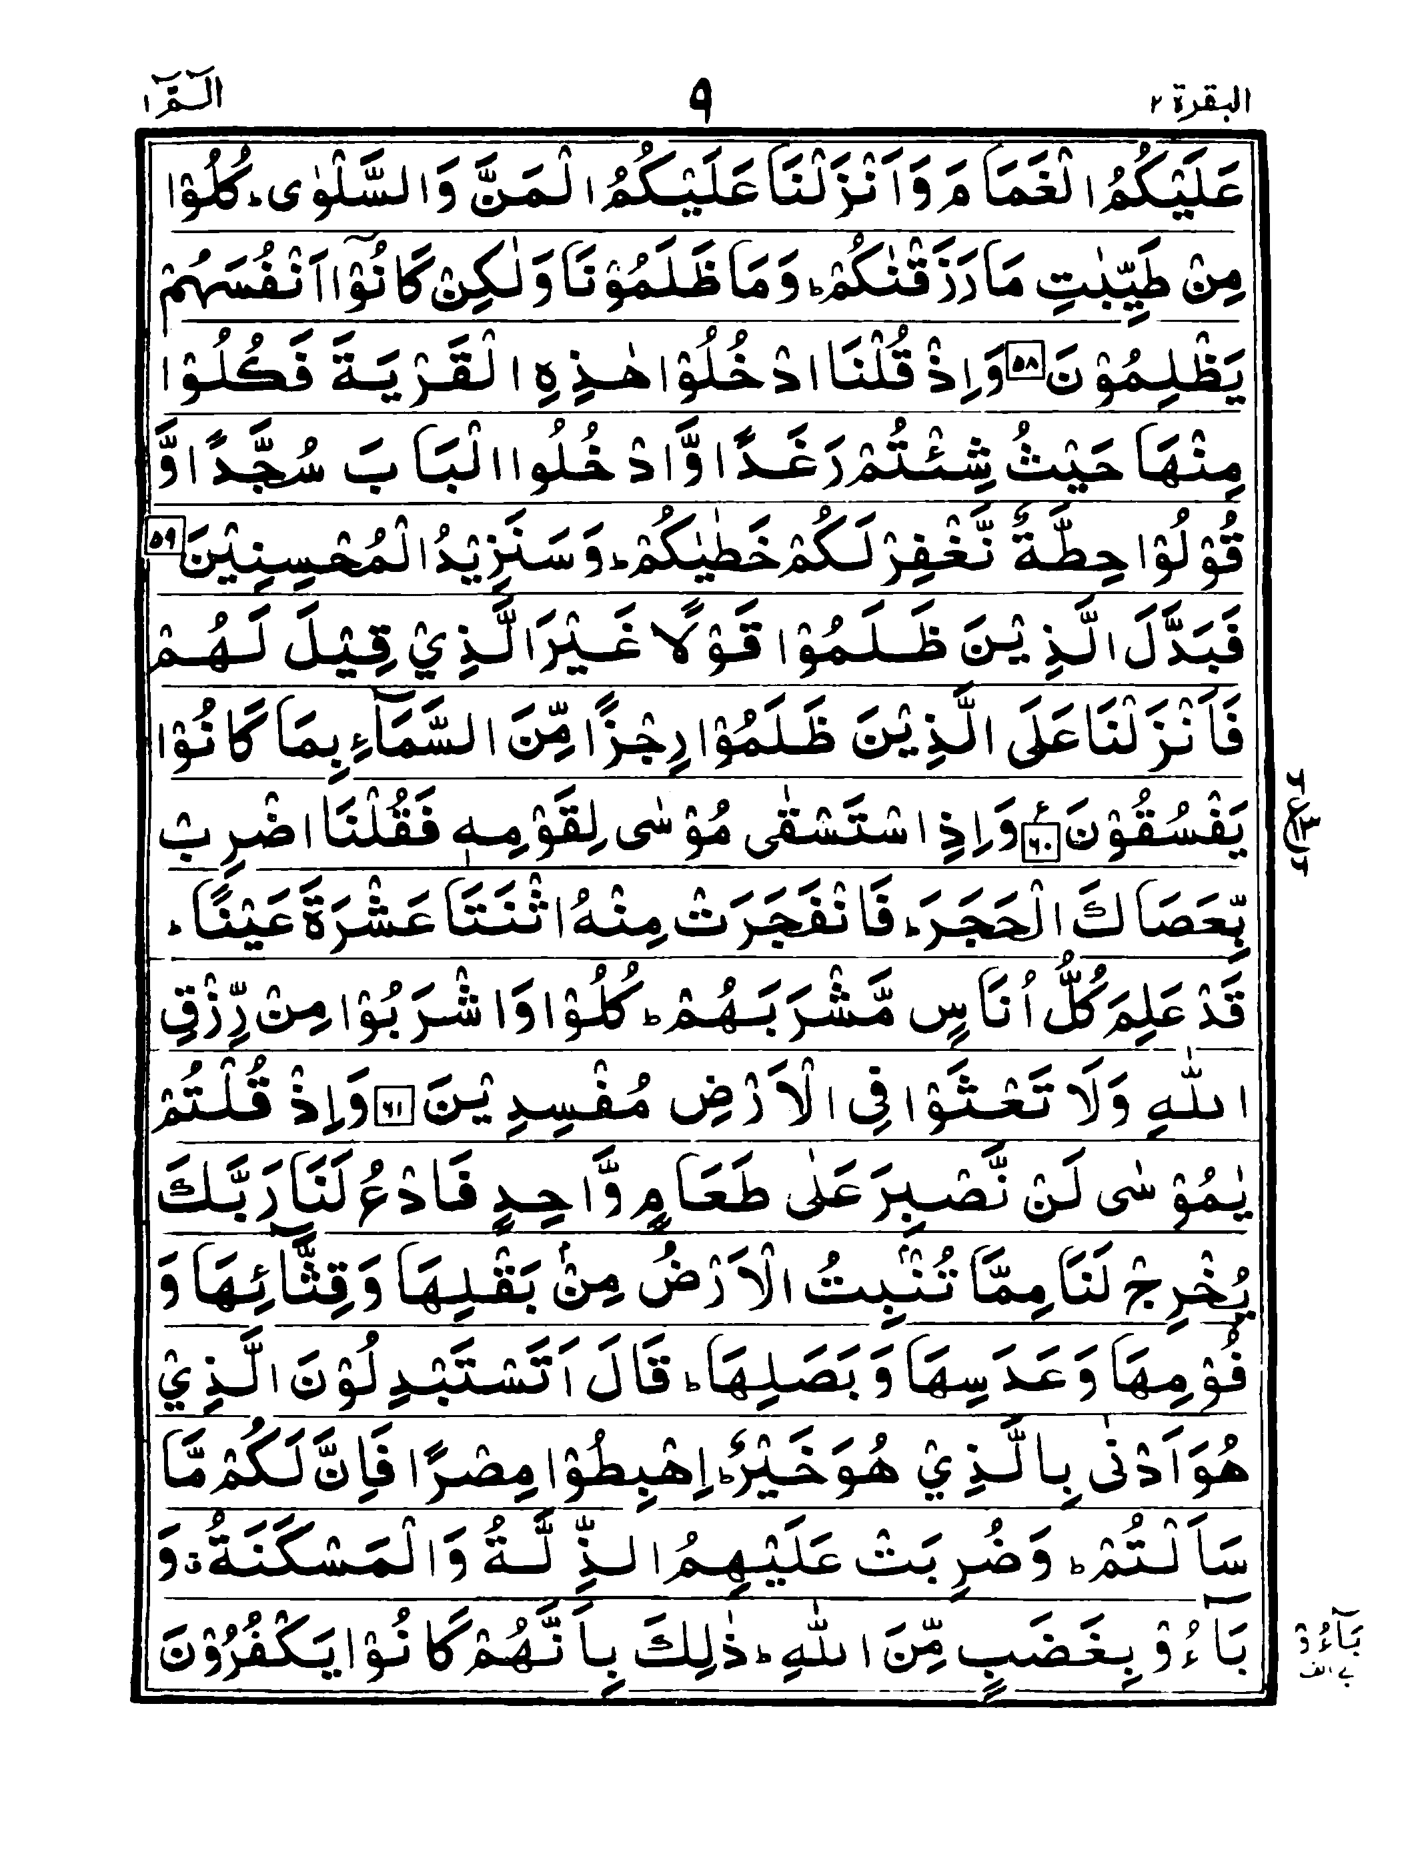 البقرة ٢
٩
الٓمّٓ ١
عَلَيْكُمُ الْغَمَامَ وَاَنْزَلْنَا عَلَيْكُمُ الْمَنَّ وَالسَّلْوٰى ؕ كُلُوْا
مِنْ طَيِّبٰتِ مَا رَزَقْنٰكُمْ ؕ وَمَا ظَلَمُوْنَا وَلٰكِنْ كَانُوْٓا اَنْفُسَهُمْ
يَظْلِمُوْنَ ٥٨ وَاِذْ قُلْنَا ادْخُلُوْا هٰذِهِ الْقَرْيَةَ فَكُلُوْا
مِنْهَا حَيْثُ شِئْتُمْ رَغَدًا وَّادْخُلُوا الْبَابَ سُجَّدًا وَّ
قُوْلُوْا حِطَّةٌ نَّغْفِرْ لَكُمْ خَطٰيٰكُمْ ؕ وَسَنَزِيْدُ الْمُحْسِنِيْنَ ٥٩
فَبَدَّلَ الَّذِيْنَ ظَلَمُوْا قَوْلًا غَيْرَ الَّذِيْ قِيْلَ لَهُمْ
فَاَنْزَلْنَا عَلَى الَّذِيْنَ ظَلَمُوْا رِجْزًا مِّنَ السَّمَآءِ بِمَا كَانُوْا
يَفْسُقُوْنَ ٦٠ ع وَاِذِ اسْتَسْقٰى مُوْسٰى لِقَوْمِهٖ فَقُلْنَا اضْرِبْ
بِّعَصَاكَ الْحَجَرَ ؕ فَانْفَجَرَتْ مِنْهُ اثْنَتَا عَشْرَةَ عَيْنًا ؕ
قَدْ عَلِمَ كُلُّ اُنَاسٍ مَّشْرَبَهُمْ ؕ كُلُوْا وَاشْرَبُوْا مِنْ رِّزْقِ
اللّٰهِ وَلَا تَعْثَوْا فِى الْاَرْضِ مُفْسِدِيْنَ ٦١ وَاِذْ قُلْتُمْ
يٰمُوْسٰى لَنْ نَّصْبِرَ عَلٰى طَعَامٍ وَّاحِدٍ فَادْعُ لَنَا رَبَّكَ
يُخْرِجْ لَنَا مِمَّا تُنْۢبِتُ الْاَرْضُ مِنْۢ بَقْلِهَا وَقِثَّآئِهَا وَ
فُوْمِهَا وَعَدَسِهَا وَبَصَلِهَا ؕ قَالَ اَتَسْتَبْدِلُوْنَ الَّذِيْ
هُوَ اَدْنٰى بِالَّذِيْ هُوَ خَيْرٌ ؕ اِهْبِطُوْا مِصْرًا فَاِنَّ لَكُمْ مَّا
سَاَلْتُمْ ؕ وَضُرِبَتْ عَلَيْهِمُ الذِّلَّةُ وَالْمَسْكَنَةُ ۗ وَ
بَآءُوْ بِغَضَبٍ مِّنَ اللّٰهِ ؕ ذٰلِكَ بِاَنَّهُمْ كَانُوْا يَكْفُرُوْنَ
بَآءُوْ
بے الف